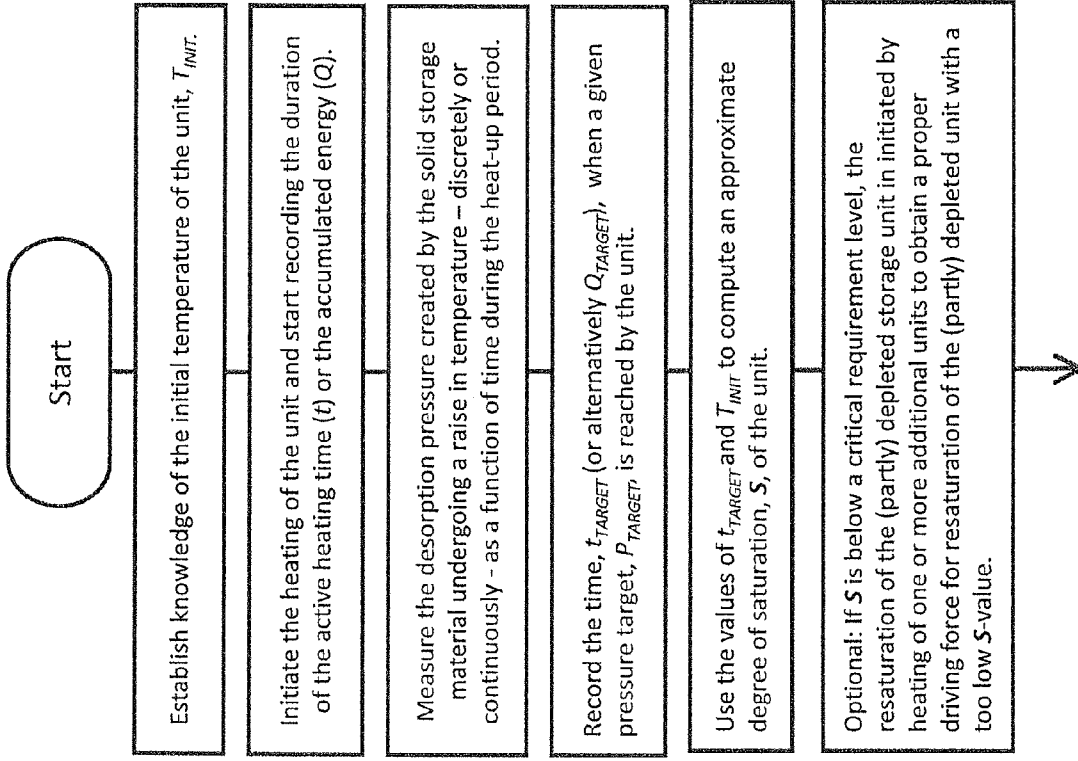 Start
Establish knowledge of the initial temperature of the unit, T_INIT.
Initiate the heating of the unit and start recording the duration
of the active heating time (t) or the accumulated energy (Q).
Measure the desorption pressure created by the solid storage
material undergoing a raise in temperature – discretely or
continuously - as a function of time during the heat-up period.
Record the time, t_TARGET (or alternatively Q_TARGET), when a given
pressure target, P_TARGET, is reached by the unit.
Use the values of t_TARGET and T_INIT to compute an approximate
degree of saturation, S, of the unit.
Optional: If S is below a critical requirement level, the
resaturation of the (partly) depleted storage unit in initiated by
heating of one or more additional units to obtain a proper
driving force for resaturation of the (partly) depleted unit with a
too low S-value.